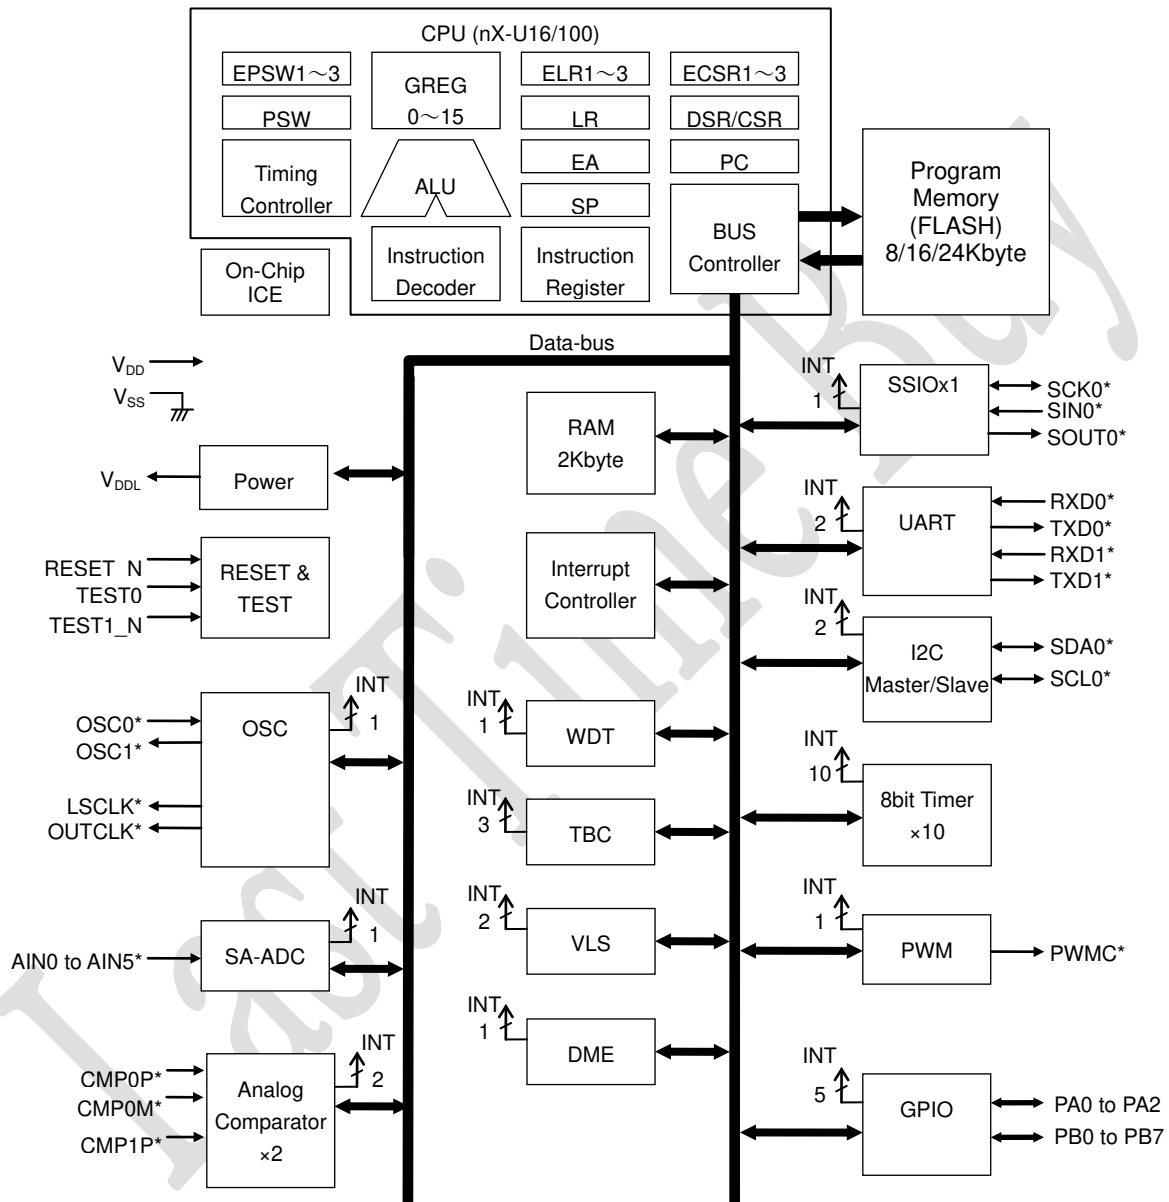 CPU (nX-U16/100)
EPSW1～3
GREG
0～15
ELR1～3
ECSR1～3
PSW
LR
DSR/CSR
Timing
Controller
ALU
EA
PC
SP
BUS
Controller
Instruction
Decoder
Instruction
Register
On-Chip
ICE
Program
Memory
(FLASH)
8/16/24Kbyte
Data-bus
VDD
VSS
VDDL
Power
RESET_N
TEST0
TEST1_N
RESET &
TEST
OSC0*
OSC1*
LSCLK*
OUTCLK*
OSC
INT
1
AIN0 to AIN5*
SA-ADC
INT
1
CMP0P*
CMP0M*
CMP1P*
Analog
Comparator
×2
INT
2
RAM
2Kbyte
Interrupt
Controller
INT
1
WDT
INT
3
TBC
INT
2
VLS
INT
1
DME
INT
1
SSIOx1
SCK0*
SIN0*
SOUT0*
INT
2
UART
RXD0*
TXD0*
RXD1*
TXD1*
INT
2
I2C
Master/Slave
SDA0*
SCL0*
INT
10
8bit Timer
×10
INT
1
PWM
PWMC*
INT
5
GPIO
PA0 to PA2
PB0 to PB7
Last Time Buy